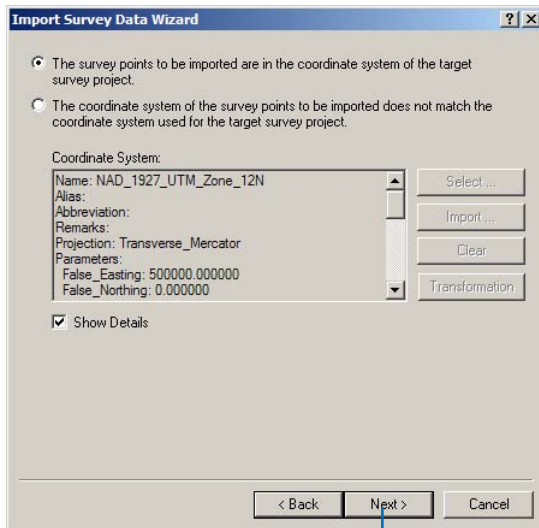 Import Survey Data Wizard
The survey points to be imported are in the coordinate system of the target
survey project.
The coordinate system of the survey points to be imported does not match the
coordinate system used for the target survey project.
Coordinate System:
Name: NAD_1927_UTM_Zone_12N
Alias:
Abbreviation:
Remarks:
Projection: Transverse_Mercator
Parameters:
False_Easting: 500000.000000
False_Northing: 0.000000
Select ...
Import ...
Clear
Transformation
Show Details
< Back
Next >
Cancel